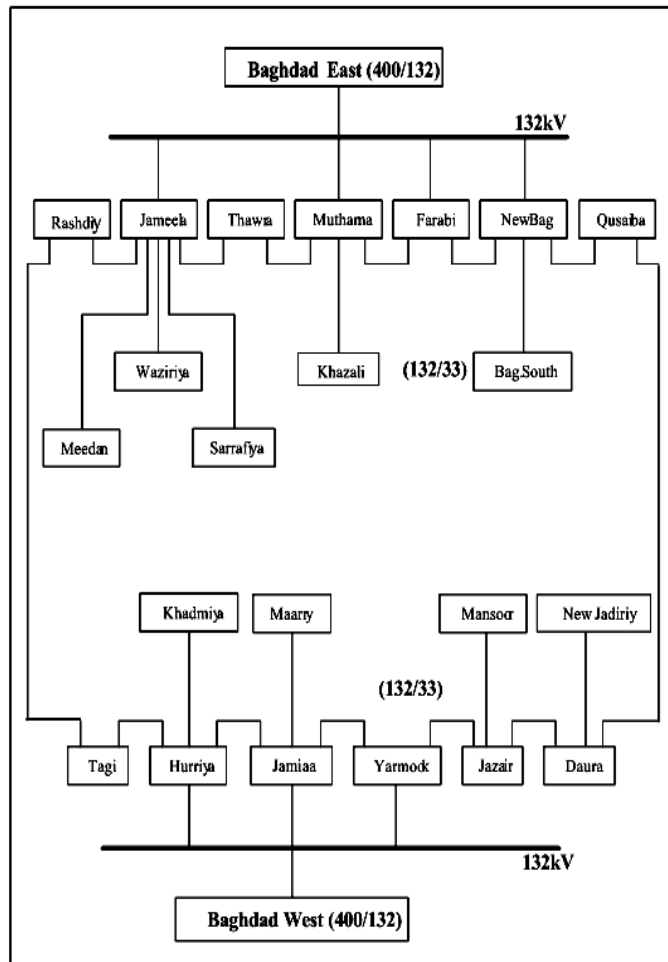 Baghdad East (400/132)
132kV
Rashdiy
Jameela
Thawra
Muthama
Farabi
NewBag
Qusaiba
Waziriya
Khazali
(132/33)
Bag.South
Meedan
Sarrafiya
Khadmiya
Maarry
Mansoor
New Jadiriy
(132/33)
Tagi
Hurriya
Jamiaa
Yarmock
Jazair
Daura
132kV
Baghdad West (400/132)